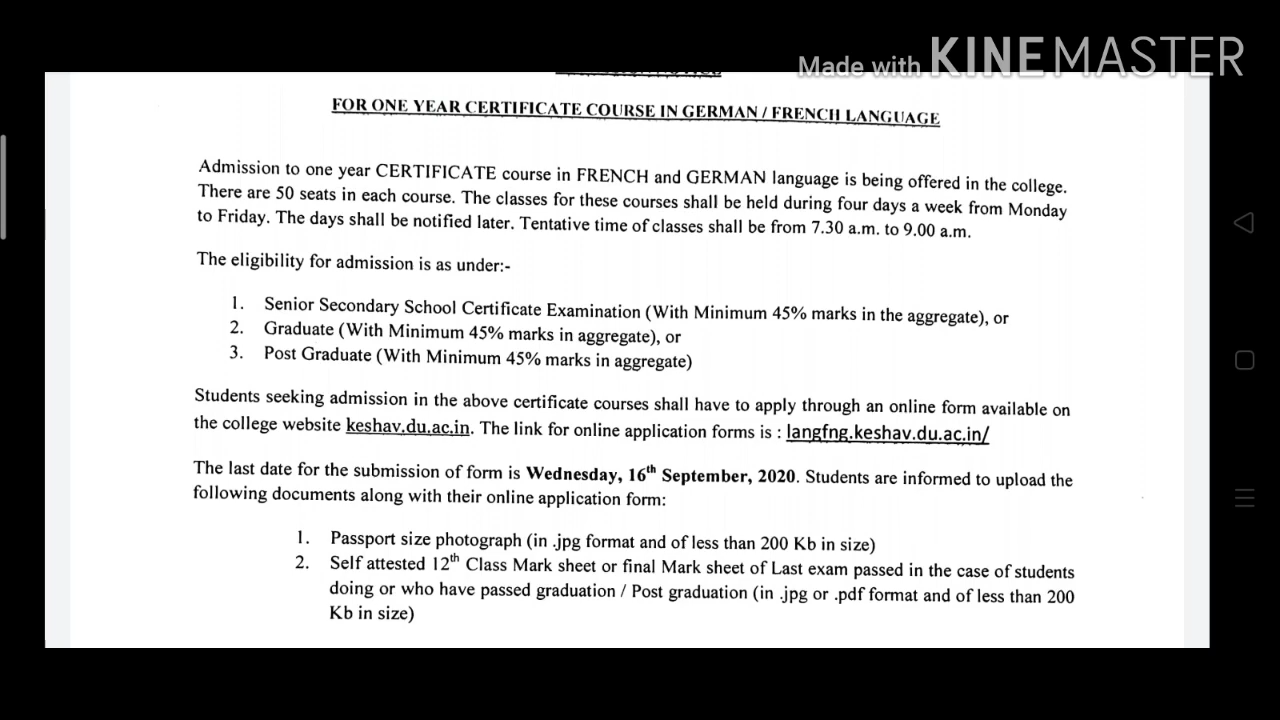 Made with KINEMASTER
FOR ONE YEAR CERTIFICATE COURSE IN GERMAN / FRENCH LANGUAGE
Admission to one year CERTIFICATE course in FRENCH and GERMAN language is being offered in the college.
There are 50 seats in each course. The classes for these courses shall be held during four days a week from Monday
to Friday. The days shall be notified later. Tentative time of classes shall be from 7.30 a.m. to 9.00 a.m.
The eligibility for admission is as under:-
1. Senior Secondary School Certificate Examination (With Minimum 45% marks in the aggregate), or
2. Graduate (With Minimum 45% marks in aggregate), or
3. Post Graduate (With Minimum 45% marks in aggregate)
Students seeking admission in the above certificate courses shall have to apply through an online form available on
the college website keshav.du.ac.in. The link for online application forms is : langfng.keshav.du.ac.in/
The last date for the submission of form is Wednesday, 16th September, 2020. Students are informed to upload the
following documents along with their online application form:
1. Passport size photograph (in .jpg format and of less than 200 Kb in size)
2. Self attested 12th Class Mark sheet or final Mark sheet of Last exam passed in the case of students
doing or who have passed graduation / Post graduation (in .jpg or .pdf format and of less than 200
Kb in size)